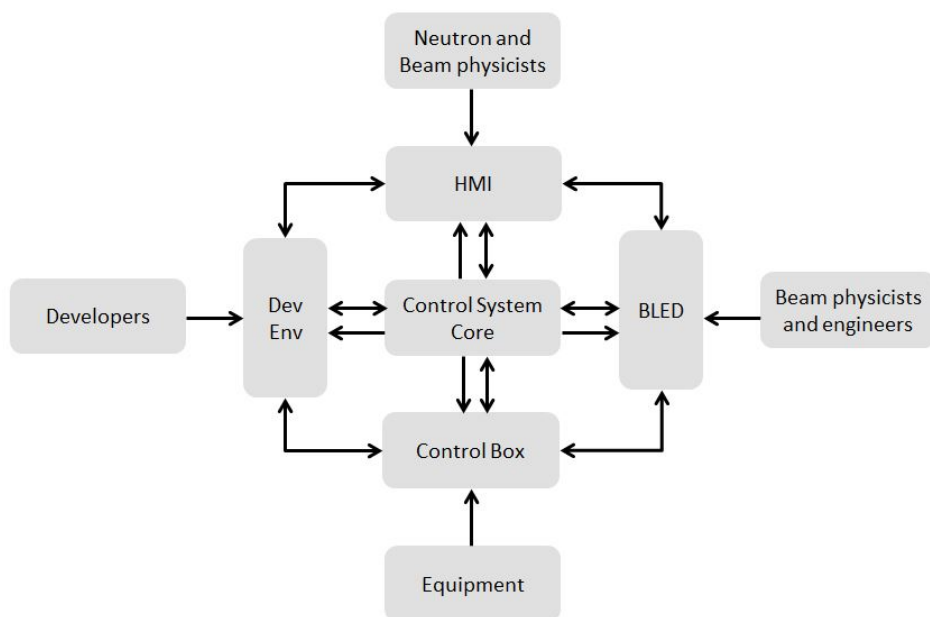 Neutron and
Beam physicists
HMI
Developers
Dev
Env
Control System
Core
BLED
Beam physicists
and engineers
Control Box
Equipment